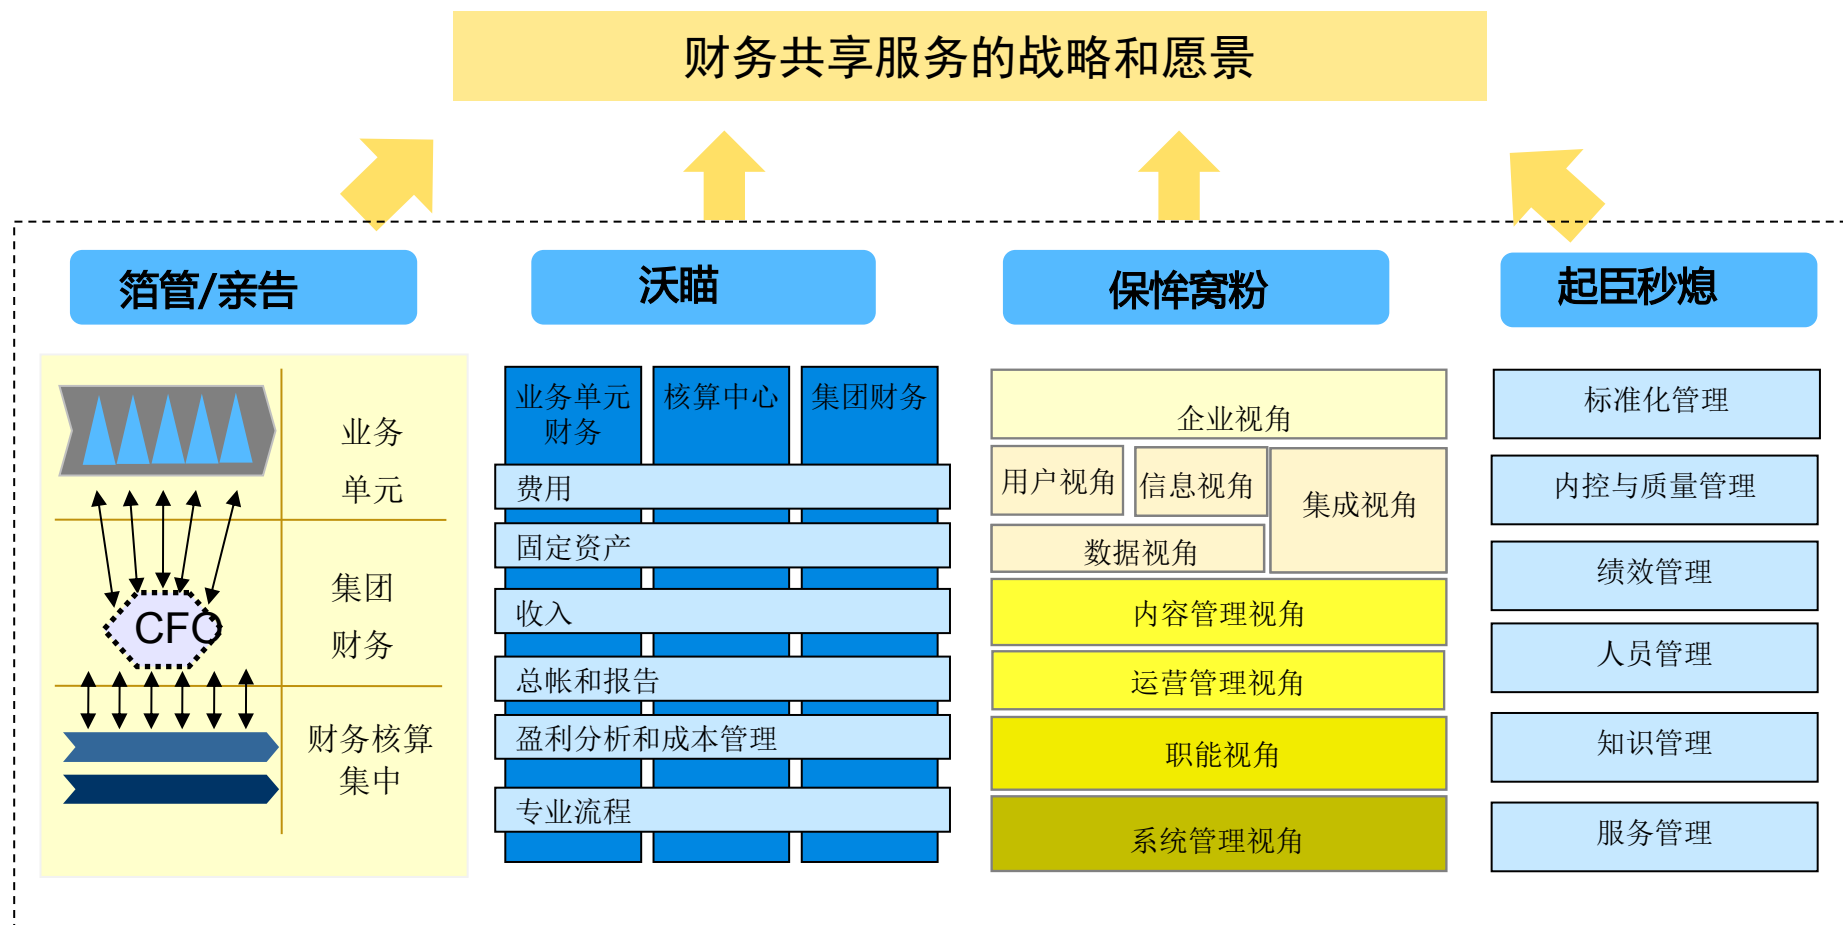 财务共享服务的战略和愿景
箔管/亲告
沃瞄
保恠窝粉
起臣秒熄
业务
单元
集团
财务
CFO
财务核算
集中
业务单元
财务
核算中心
集团财务
费用
固定资产
收入
总帐和报告
盈利分析和成本管理
专业流程
企业视角
用户视角
信息视角
集成视角
数据视角
内容管理视角
运营管理视角
职能视角
系统管理视角
标准化管理
内控与质量管理
绩效管理
人员管理
知识管理
服务管理